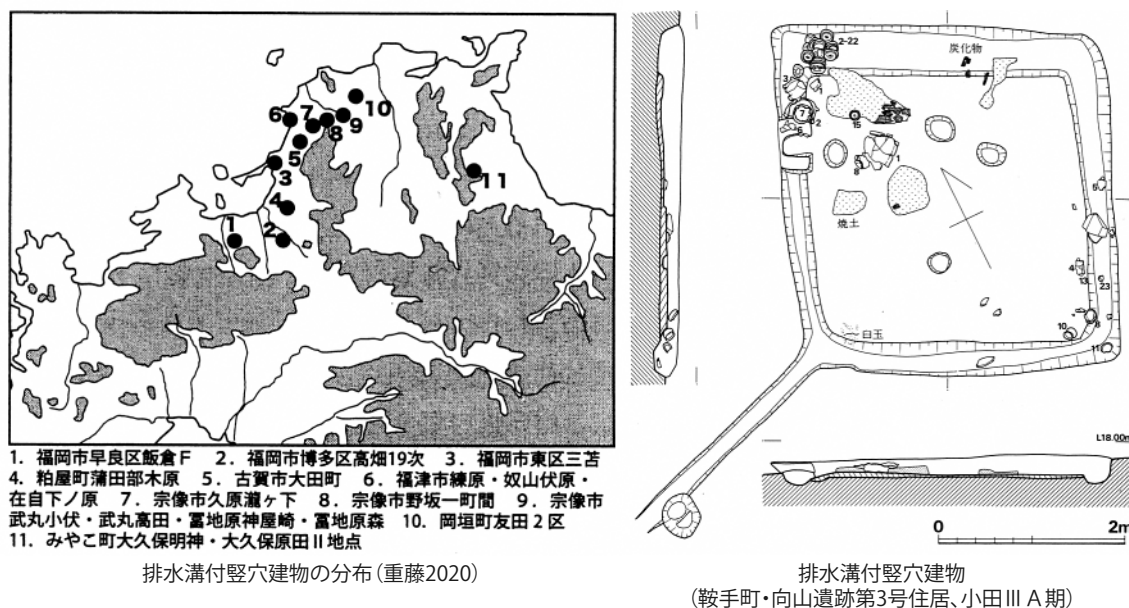 1
2
3
4
5
6
7
8
9
10
11
1. 福岡市早良区飯倉F 2. 福岡市博多区高畑19次 3. 福岡市東区三苫
4. 粕屋町蒲田部木原 5. 古賀市大田町 6. 福津市練原・奴山伏原・
在自下ノ原 7. 宗像市久原瀧ヶ下 8. 宗像市野坂一町間 9. 宗像市
武丸小伏・武丸高田・冨地原神屋崎・冨地原森 10. 岡垣町友田2区
11. みやこ町大久保明神・大久保原田Ⅱ地点
排水溝付竪穴建物の分布(重藤2020)
2-22
炭化物
3
7
2
15
1
8
5
焼土
4
13
23
臼玉
10
11
L18.00m
0 2m
排水溝付竪穴建物
(鞍手町・向山遺跡第3号住居、小田ⅢA期)